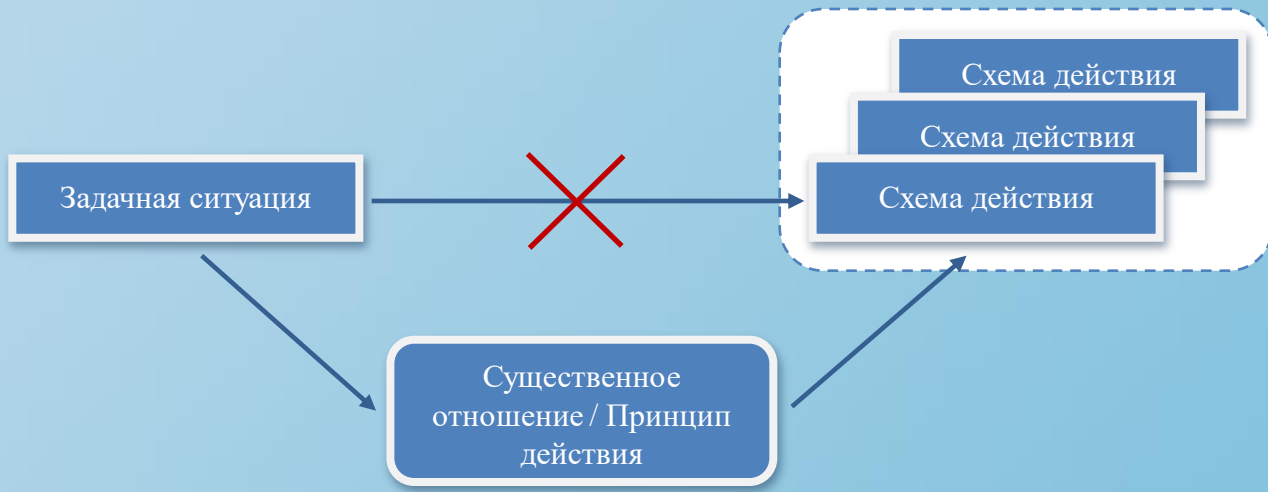 Схема действия
Схема действия
Задачная ситуация
Схема действия
Существенное
отношение / Принцип
действия